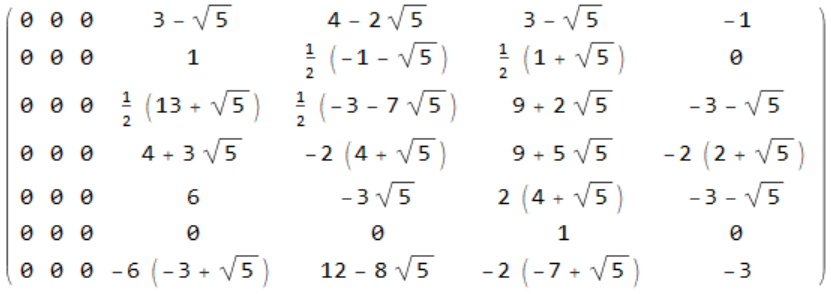 0 0 0 3 − √5 4 − 2 √5 3 − √5 −1
0 0 0 1 1/2 (−1 − √5) 1/2 (1 + √5) 0
0 0 0 1/2 (13 + √5) 1/2 (−3 − 7 √5) 9 + 2 √5 −3 − √5
0 0 0 4 + 3 √5 −2 (4 + √5) 9 + 5 √5 −2 (2 + √5)
0 0 0 6 −3 √5 2 (4 + √5) −3 − √5
0 0 0 0 0 1 0
0 0 0 −6 (−3 + √5) 12 − 8 √5 −2 (−7 + √5) −3